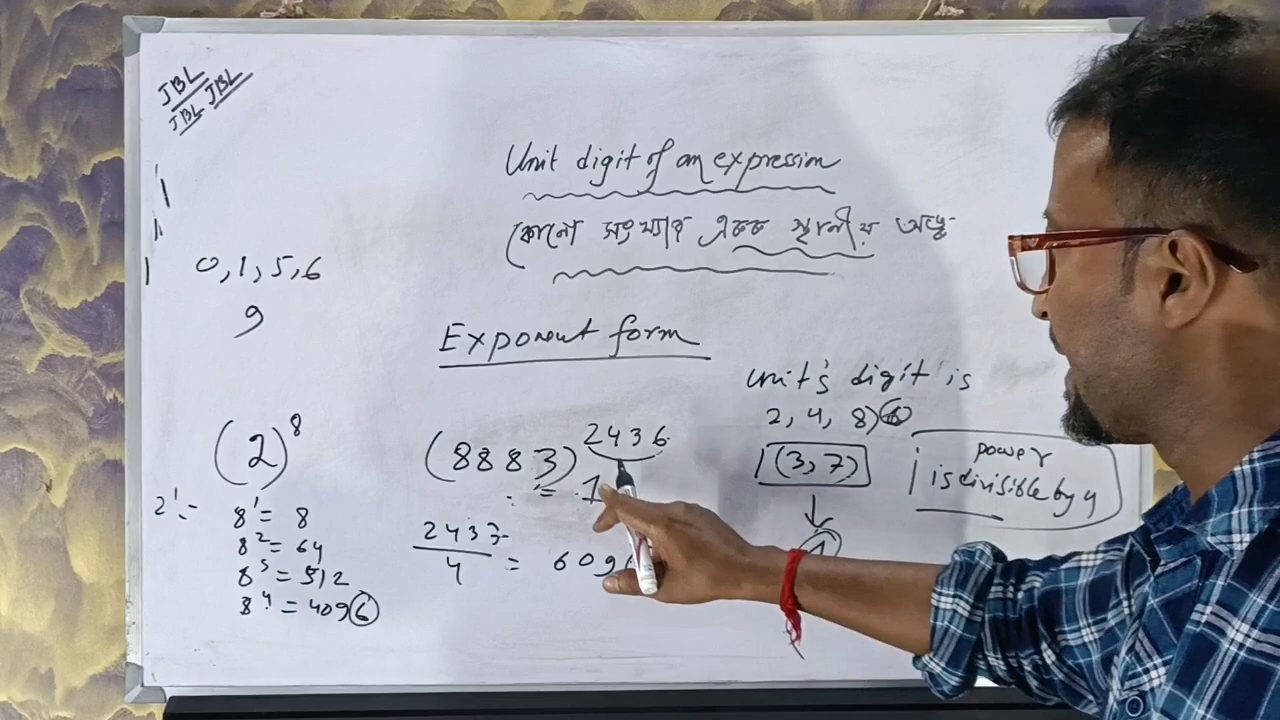 JBL
JBL JBL
Unit digit of an expression
কোনো সংখ্যার একক স্থানীয় অঙ্ক
0, 1, 5, 6
9
Exponent form
unit's digit is
2, 4, 8) 6
(3, 7)
power
is divisible by 4
(2)^8
(8883)^2436
= 1
8^1 = 8
8^2 = 64
8^3 = 512
8^4 = 4096
2433
4
= 609